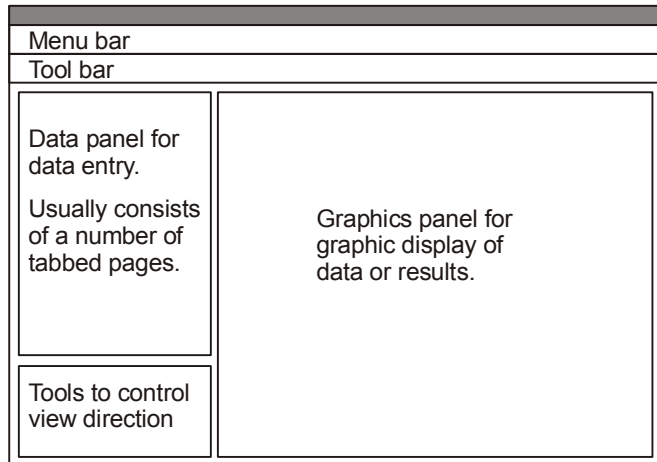 Menu bar
Tool bar
Data panel for
data entry.
Usually consists
of a number of
tabbed pages.
Graphics panel for
graphic display of
data or results.
Tools to control
view direction